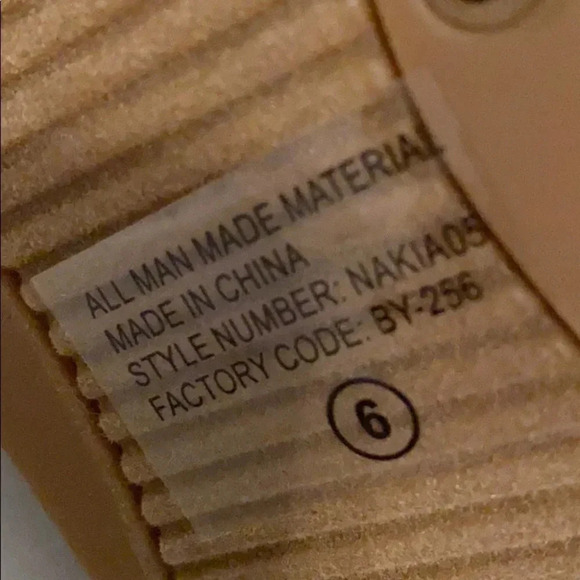 ALL MAN MADE MATERIAL
MADE IN CHINA
STYLE NUMBER: NAKIA05
FACTORY CODE: BY-256
6